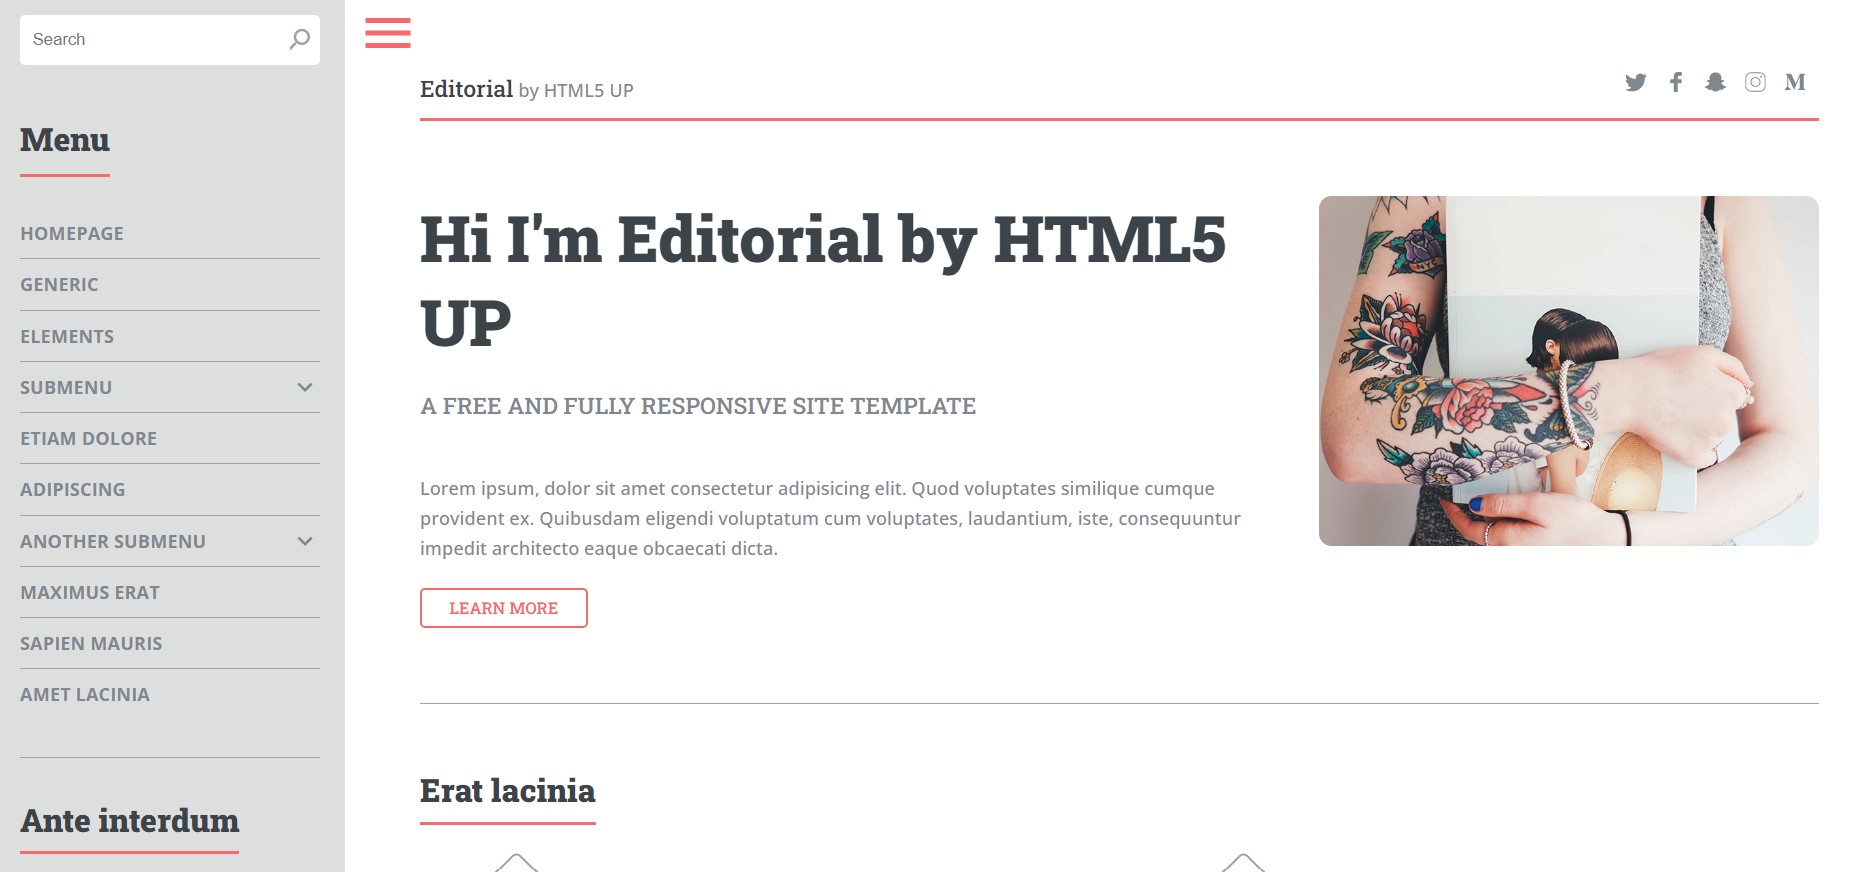 Search
Menu
HOMEPAGE
GENERIC
ELEMENTS
SUBMENU
ETIAM DOLORE
ADIPISCING
ANOTHER SUBMENU
MAXIMUS ERAT
SAPIEN MAURIS
AMET LACINIA
Ante interdum
Editorial by HTML5 UP
M
Hi I'm Editorial by HTML5
UP
A FREE AND FULLY RESPONSIVE SITE TEMPLATE
Lorem ipsum, dolor sit amet consectetur adipisicing elit. Quod voluptates similique cumque
provident ex. Quibusdam eligendi voluptatum cum voluptates, laudantium, iste, consequuntur
impedit architecto eaque obcaecati dicta.
LEARN MORE
NYC
Erat lacinia